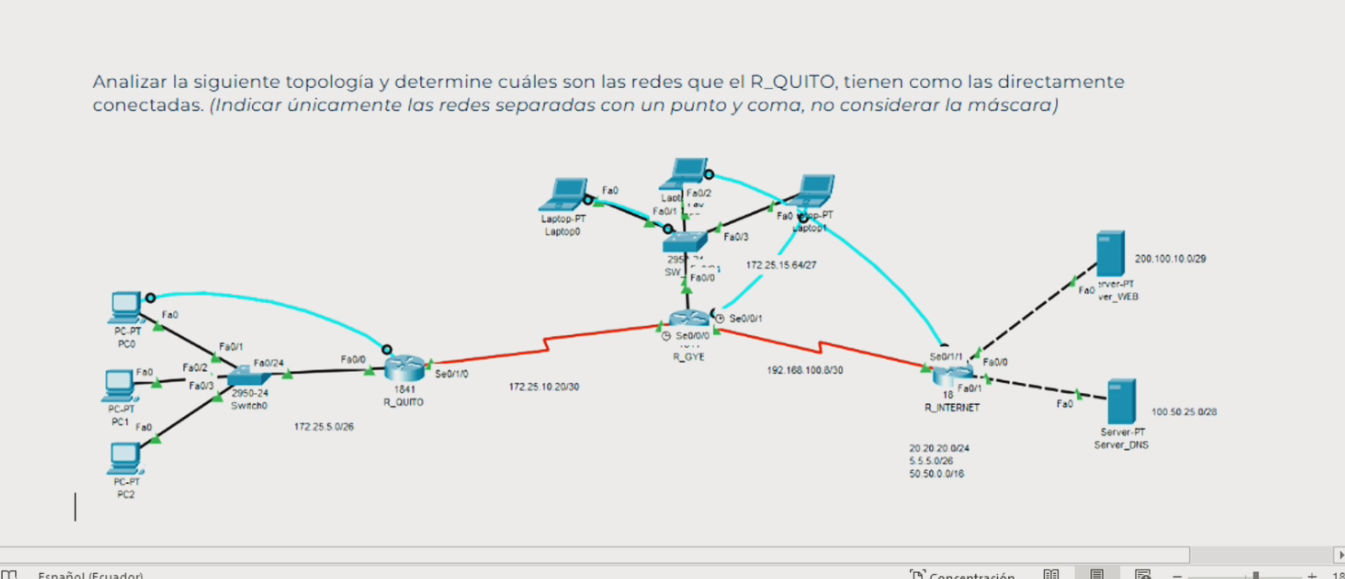 Analizar la siguiente topología y determine cuáles son las redes que el R_QUITO, tienen como las directamente
conectadas. (Indicar únicamente las redes separadas con un punto y coma, no considerar la máscara)
Fa0
Laptop-PT
Laptop0
Fa0/1
Fa0/2
Fa0/3
Fa0
172.25.15.64/27
Fa0/0
Se0/0/1
Se0/0/0
R_GYE
200.100.10.0/29
Fa0
ver_WEB
PC-PT
PC0
Fa0
Fa0/1
Fa0/2
Fa0/24
Fa0/3
2950-24
Switch0
Fa0
PC-PT
PC1
Fa0
PC-PT
PC2
Fa0/0
Se0/1/0
1841
R_QUITO
172.25.5.0/26
172.25.10.20/30
192.168.100.8/30
Se0/1/1
Fa0/0
Fa0/1
18
R_INTERNET
Fa0
100.50.25.0/28
Server-PT
Server_DNS
20.20.20.0/24
5.5.5.0/26
50.50.0.0/16
Español (Ecuador)
Concentración